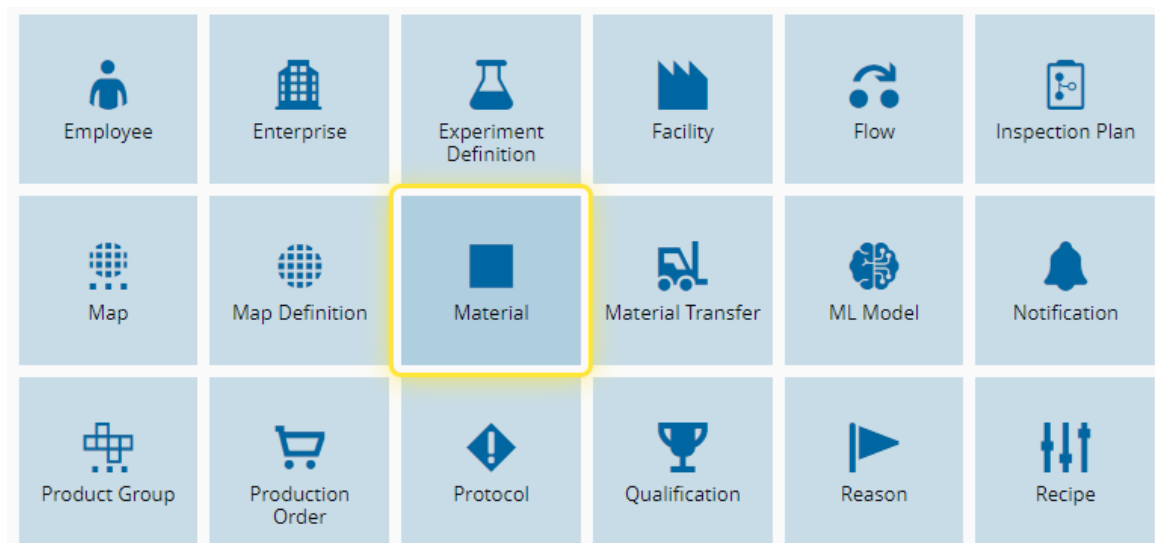 Employee
Enterprise
Experiment
Definition
Facility
Flow
Inspection Plan
Map
Map Definition
Material
Material Transfer
ML Model
Notification
Product Group
Production
Order
Protocol
Qualification
Reason
Recipe